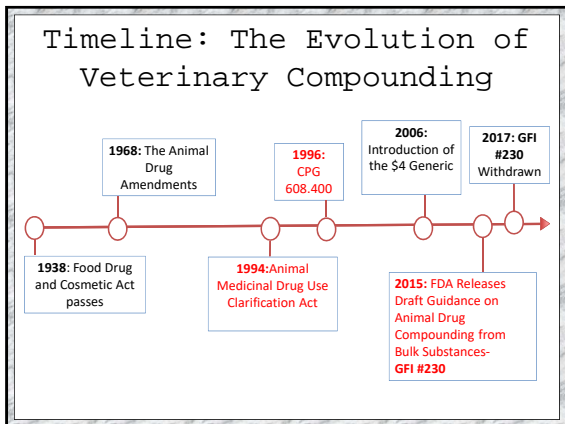 Timeline: The Evolution of
Veterinary Compounding
1968: The Animal
Drug
Amendments
1996:
CPG
608.400
2006:
Introduction of
the $4 Generic
2017: GFI
#230
Withdrawn
1938: Food Drug
and Cosmetic Act
passes
1994:Animal
Medicinal Drug Use
Clarification Act
2015: FDA Releases
Draft Guidance on
Animal Drug
Compounding from
Bulk Substances-
GFI #230